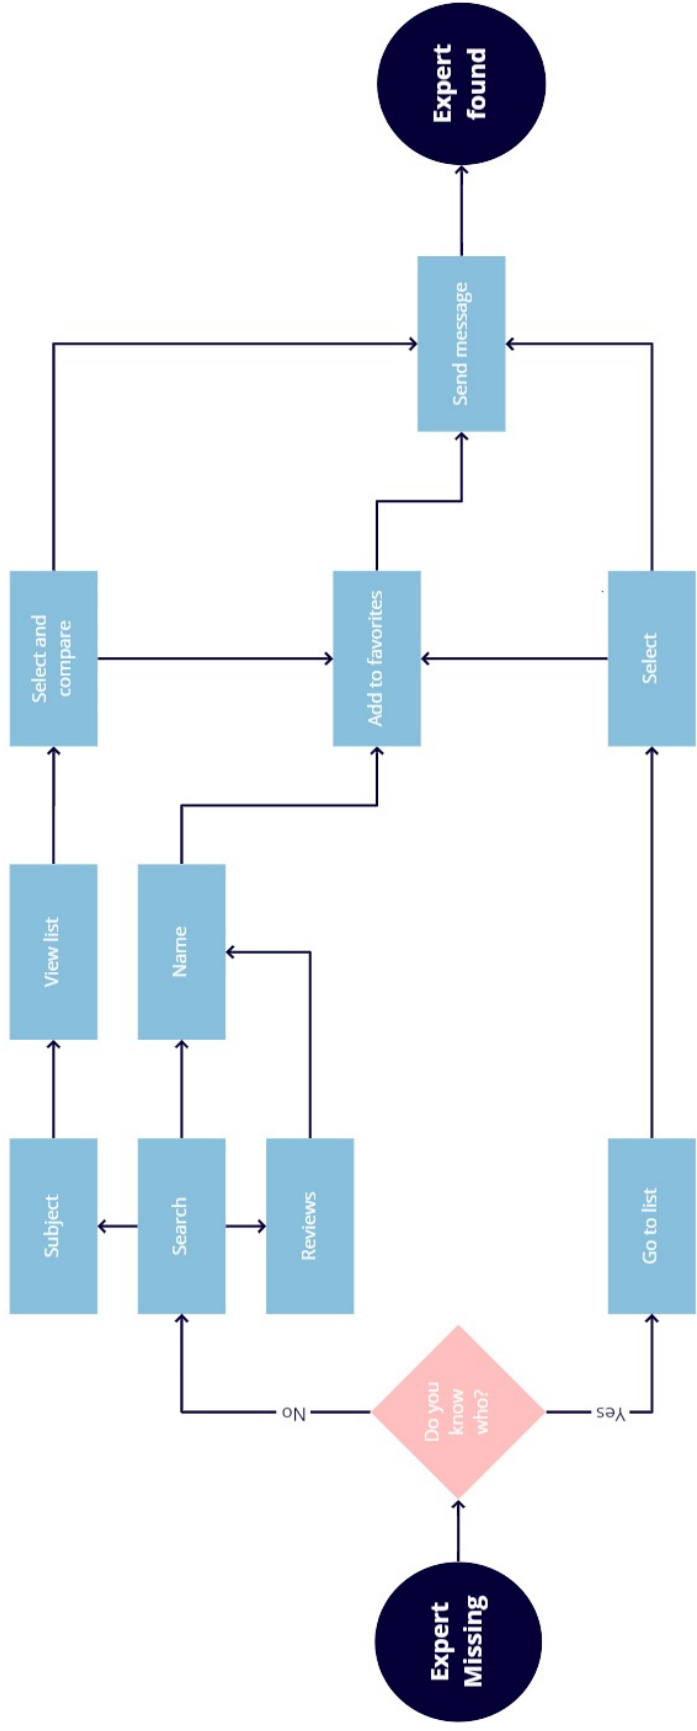 Expert
Missing
Do you
know
who?
No
Yes
Subject
Search
Reviews
Go to list
View list
Name
Select and
compare
Add to favorites
Select
Send message
Expert
found